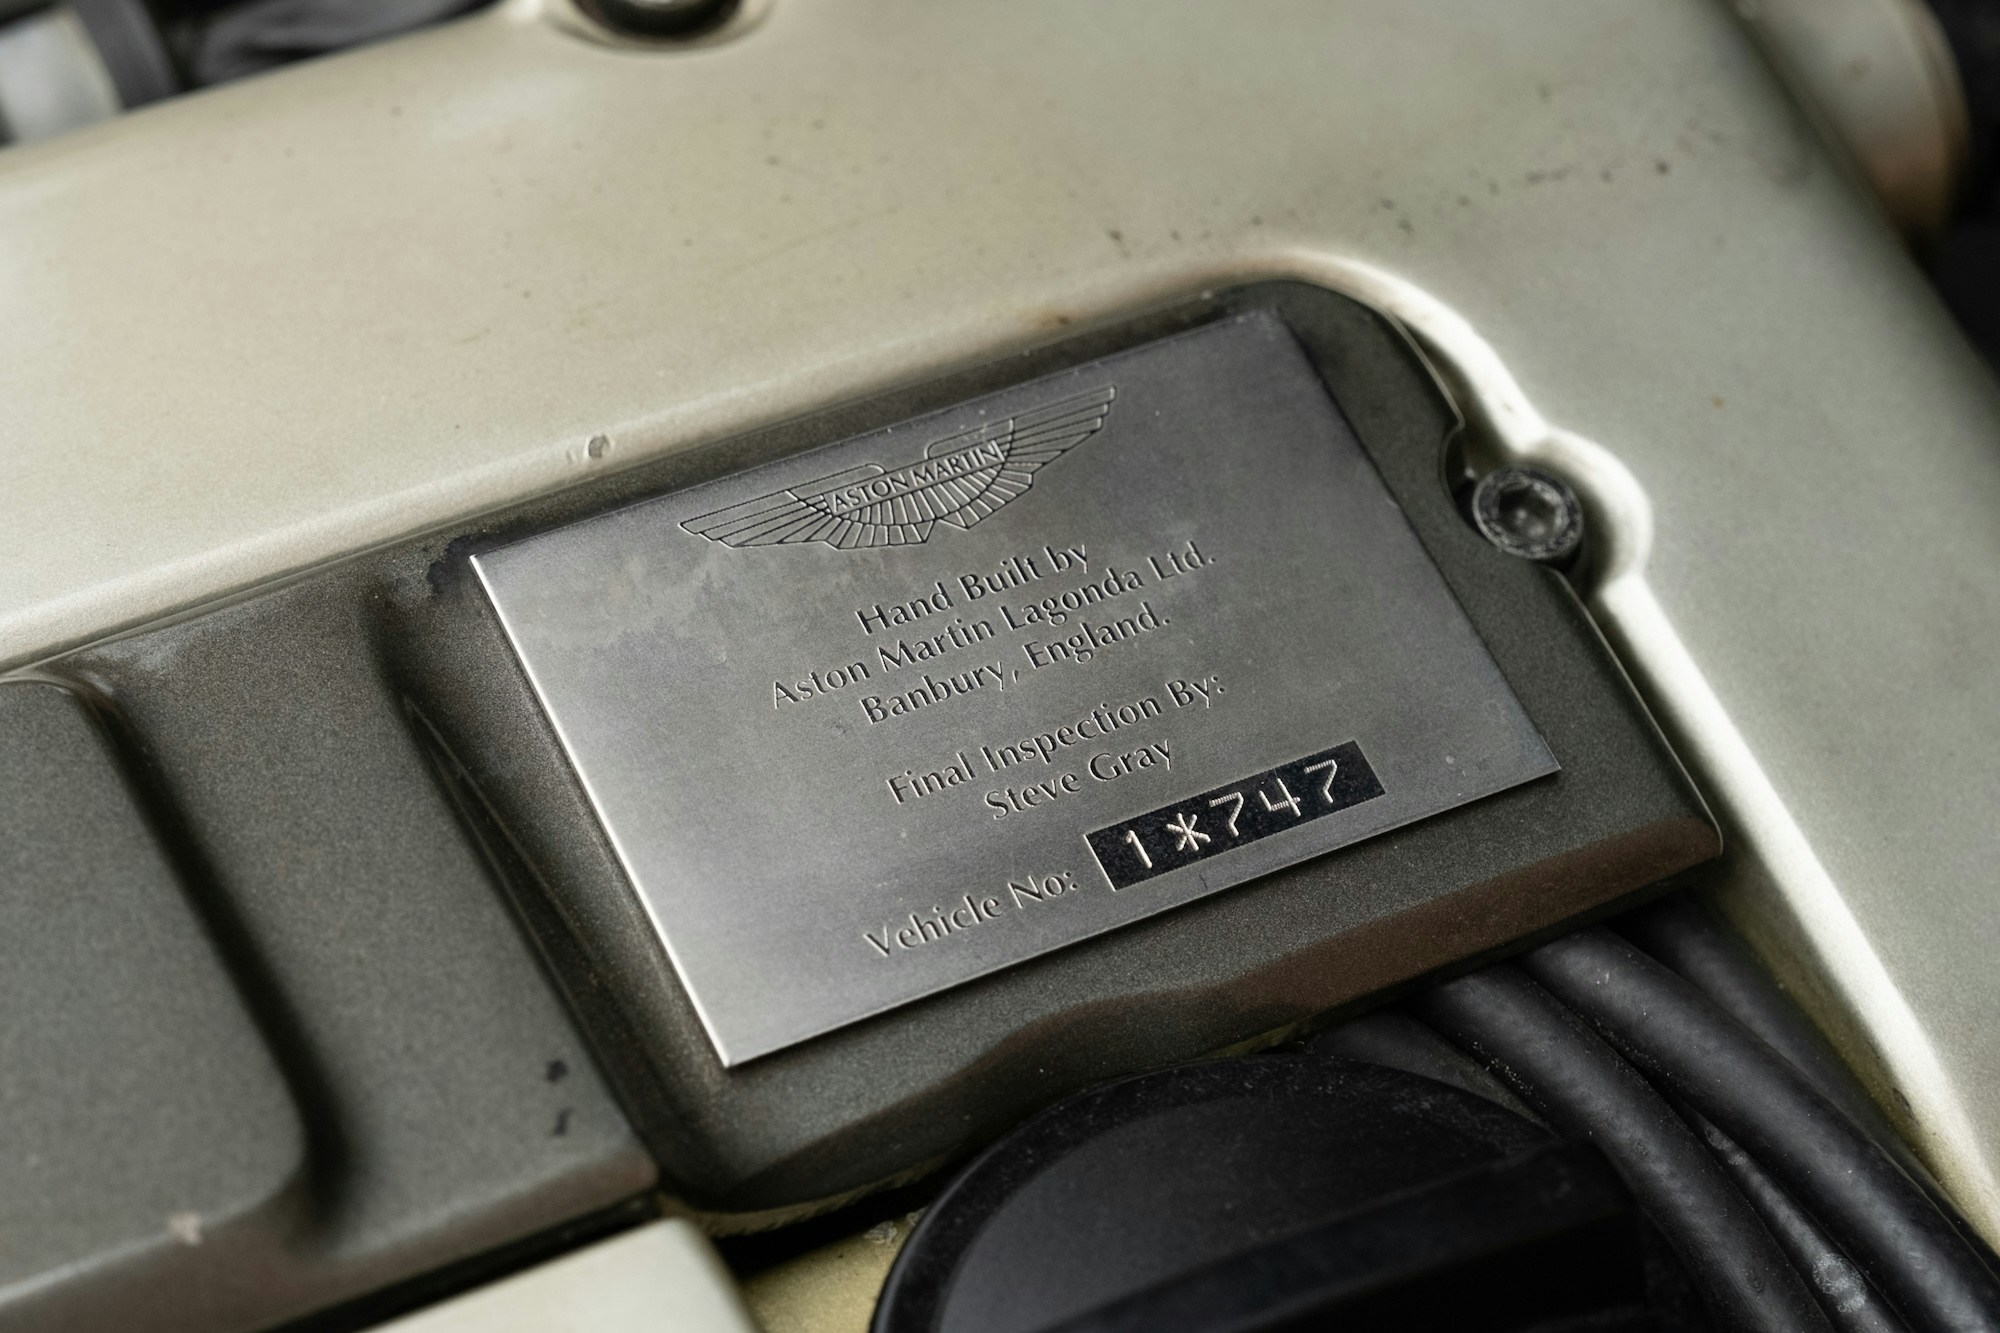 ASTON MARTIN
Hand Built by
Aston Martin Lagonda Ltd.
Banbury, England.
Final Inspection By:
Steve Gray
Vehicle No: 1*747